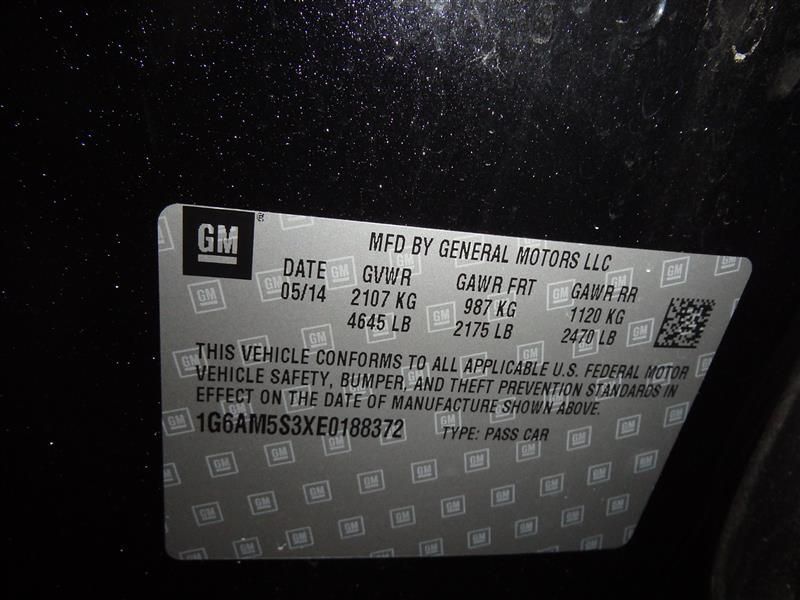 GM ®
MFD BY GENERAL MOTORS LLC
DATE GVWR GAWR FRT GAWR RR
05/14 2107 KG 987 KG 1120 KG
4645 LB 2175 LB 2470 LB
THIS VEHICLE CONFORMS TO ALL APPLICABLE U.S. FEDERAL MOTOR
VEHICLE SAFETY, BUMPER, AND THEFT PREVENTION STANDARDS IN
EFFECT ON THE DATE OF MANUFACTURE SHOWN ABOVE.
1G6AM5S3XE0188372 TYPE: PASS CAR